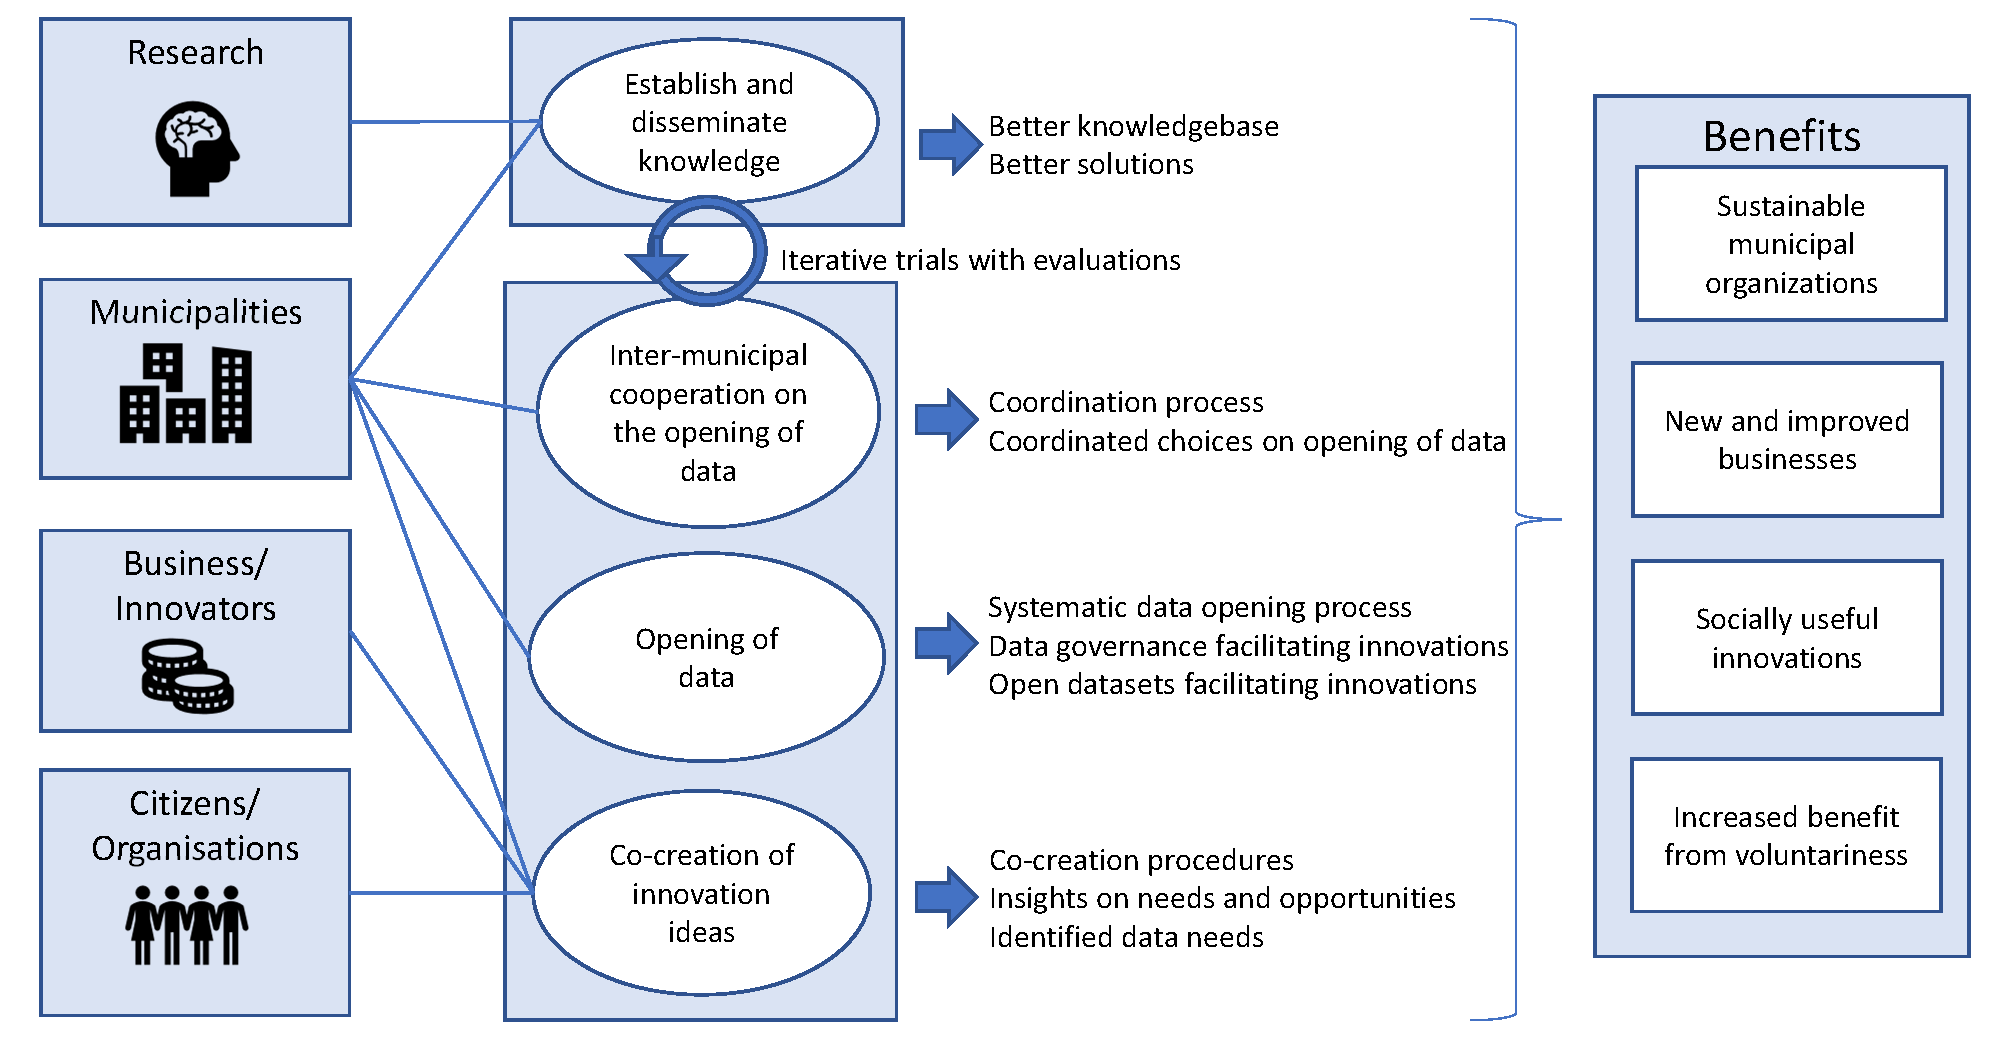 Research
Municipalities
Business/
Innovators
Citizens/
Organisations
Establish and
disseminate
knowledge
Iterative trials with evaluations
Inter-municipal
cooperation on
the opening of
data
Opening of
data
Co-creation of
innovation
ideas
Better knowledgebase
Better solutions
Coordination process
Coordinated choices on opening of data
Systematic data opening process
Data governance facilitating innovations
Open datasets facilitating innovations
Co-creation procedures
Insights on needs and opportunities
Identified data needs
Benefits
Sustainable
municipal
organizations
New and improved
businesses
Socially useful
innovations
Increased benefit
from voluntariness